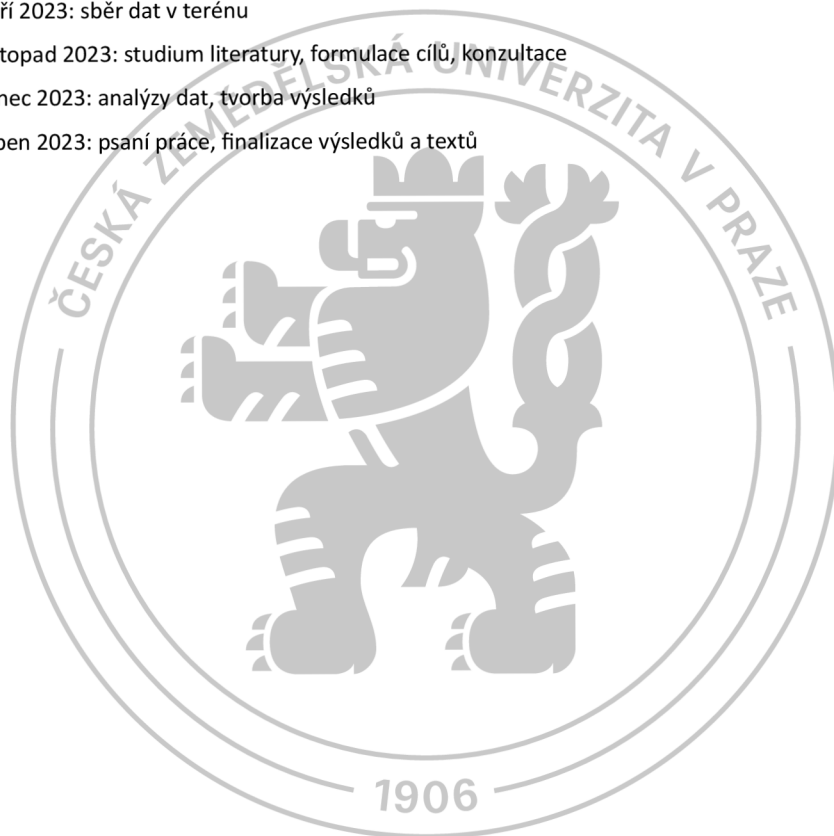 ří 2023: sběr dat v terénu
topad 2023: studium literatury, formulace cílů, konzultace
nec 2023: analýzy dat, tvorba výsledků
ben 2023: psaní práce, finalizace výsledků a textů
ČESKÁ ZEMĚDĚLSKÁ UNIVERZITA V PRAZE
1906